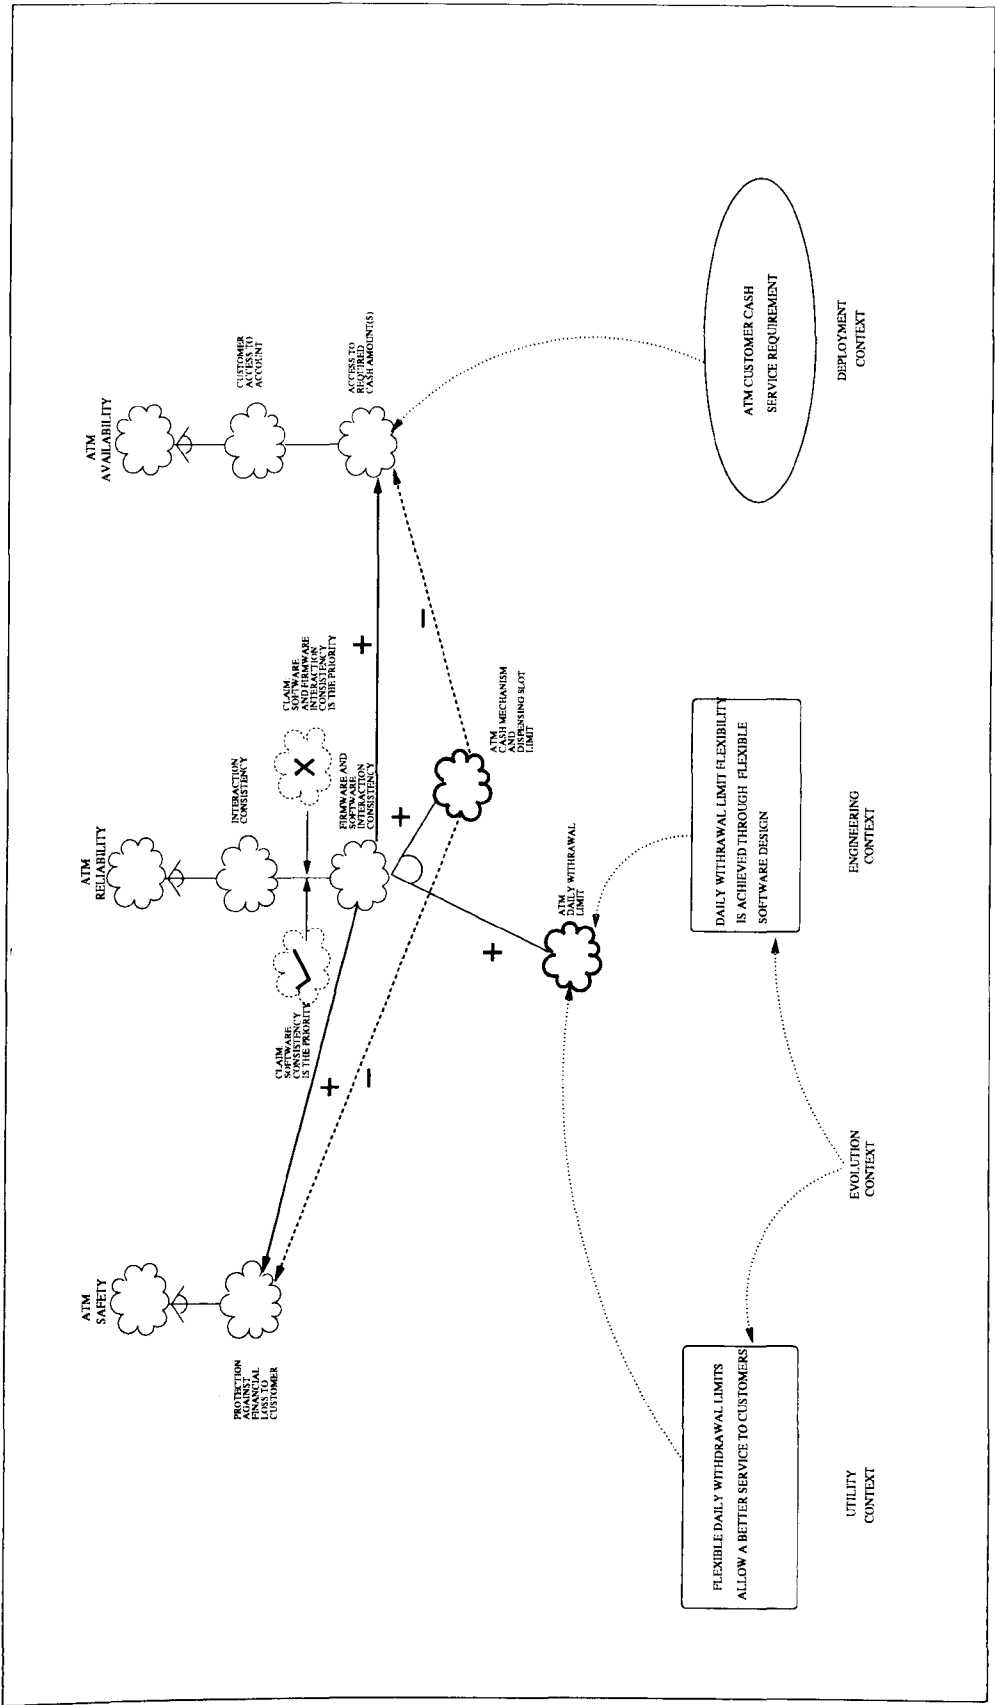 ATM
SAFETY
PROTECTION
AGAINST
FINANCIAL
LOSS TO
CUSTOMER
ATM
RELIABILITY
INTERACTION
CONSISTENCY
CLAIM:
SOFTWARE
CONSISTENCY
IS THE PRIORITY
CLAIM:
SOFTWARE
AND FIRMWARE
INTERACTION
CONSISTENCY
IS THE PRIORITY
X
FIRMWARE AND
SOFTWARE
INTERACTION
CONSISTENCY
ATM
AVAILABILITY
CUSTOMER
ACCESS TO
ACCOUNT
ACCESS TO
REQUIRED
CASH AMOUNT(S)
+
−
+
−
+
+
ATM
CASH MECHANISM
AND
DISPENSING SLOT
LIMIT
ATM
DAILY WITHDRAWAL
LIMIT
FLEXIBLE DAILY WITHDRAWAL LIMITS
ALLOW A BETTER SERVICE TO CUSTOMERS
DAILY WITHRAWAL LIMIT FLEXIBILITY
IS ACHIEVED THROUGH FLEXIBLE
SOFTWARE DESIGN
ATM CUSTOMER CASH
SERVICE REQUIREMENT
UTILITY
CONTEXT
EVOLUTION
CONTEXT
ENGINEERING
CONTEXT
DEPLOYMENT
CONTEXT